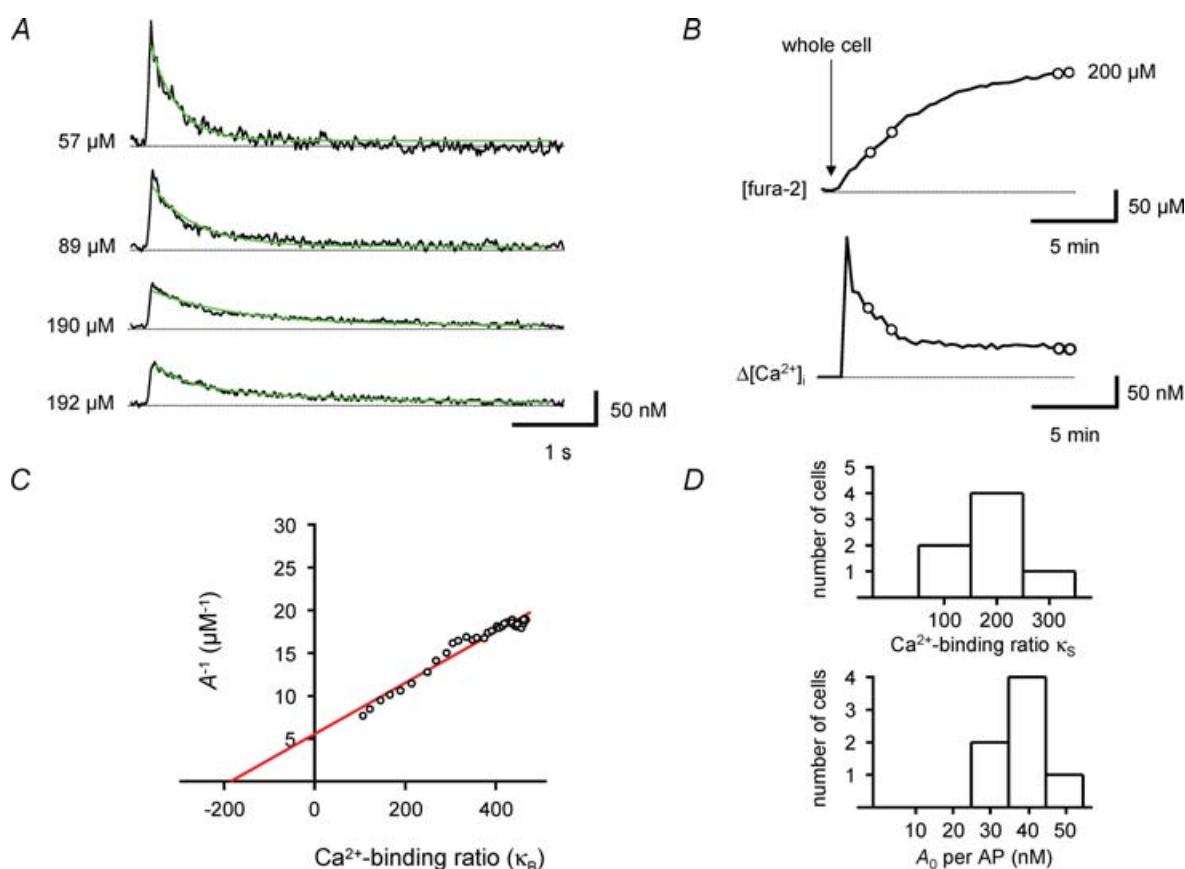 A
57 µM
89 µM
190 µM
192 µM
50 nM
1 s
B
whole cell
200 µM
[fura-2]
50 µM
5 min
Δ[Ca²⁺]ᵢ
50 nM
5 min
C
30
25
20
15
10
5
A⁻¹ (µM⁻¹)
-200 0 200 400
Ca²⁺-binding ratio (κ_B)
D
5
4
3
2
1
number of cells
100 200 300
Ca²⁺-binding ratio κ_S
4
3
2
1
number of cells
10 20 30 40 50
A₀ per AP (nM)